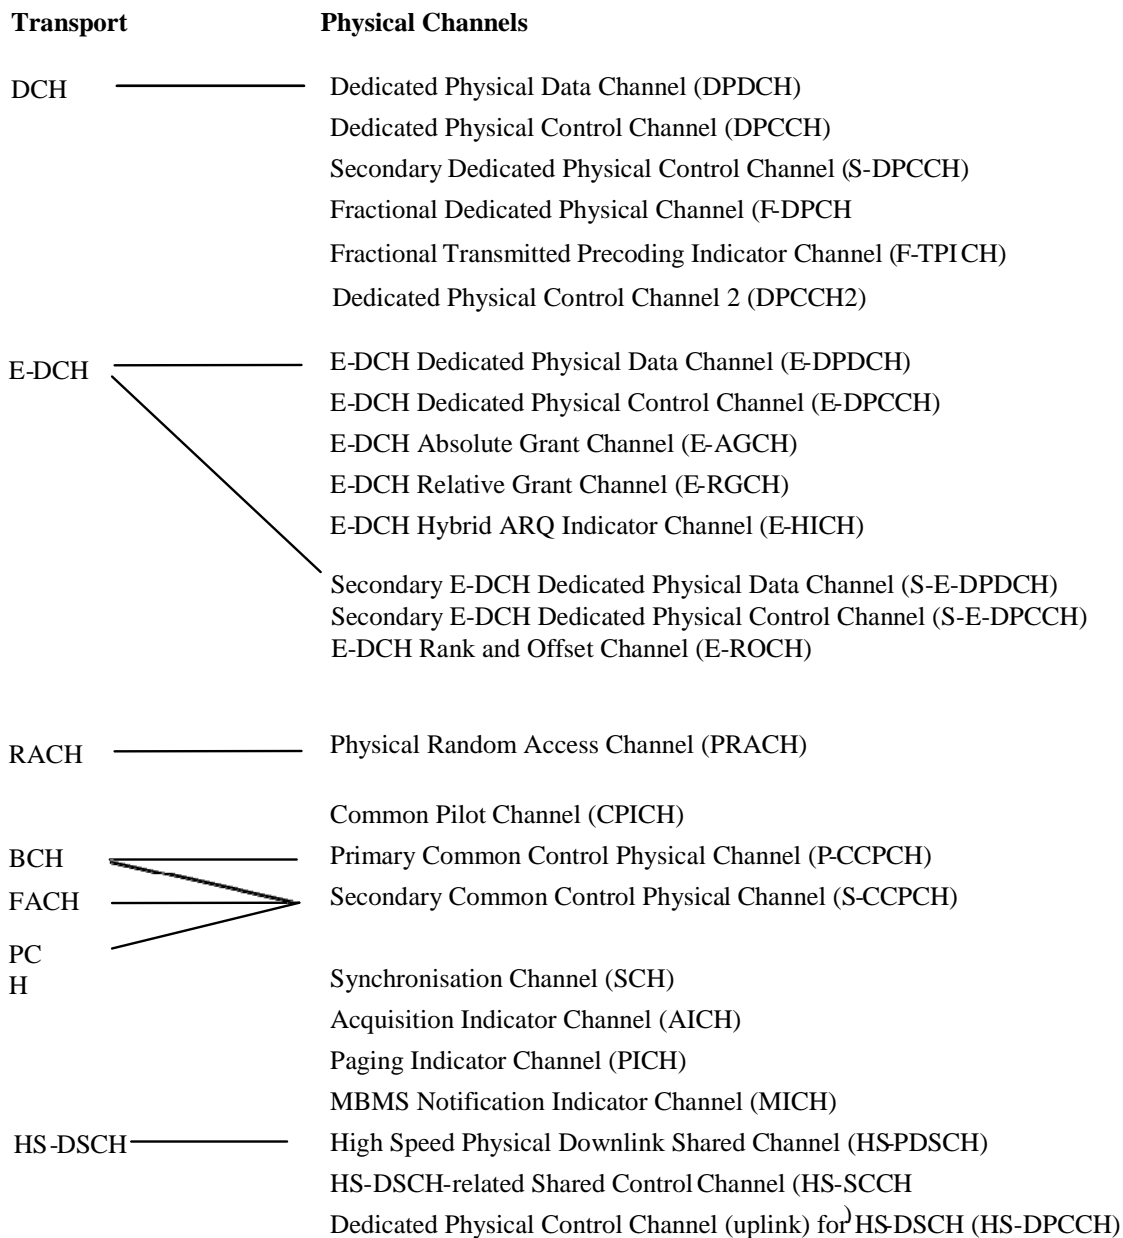 Transport Physical Channels
DCH Dedicated Physical Data Channel (DPDCH)
Dedicated Physical Control Channel (DPCCH)
Secondary Dedicated Physical Control Channel (S-DPCCH)
Fractional Dedicated Physical Channel (F-DPCH
Fractional Transmitted Precoding Indicator Channel (F-TPICH)
Dedicated Physical Control Channel 2 (DPCCH2)
E-DCH E-DCH Dedicated Physical Data Channel (E-DPDCH)
E-DCH Dedicated Physical Control Channel (E-DPCCH)
E-DCH Absolute Grant Channel (E-AGCH)
E-DCH Relative Grant Channel (E-RGCH)
E-DCH Hybrid ARQ Indicator Channel (E-HICH)
Secondary E-DCH Dedicated Physical Data Channel (S-E-DPDCH)
Secondary E-DCH Dedicated Physical Control Channel (S-E-DPCCH)
E-DCH Rank and Offset Channel (E-ROCH)
RACH Physical Random Access Channel (PRACH)
Common Pilot Channel (CPICH)
BCH Primary Common Control Physical Channel (P-CCPCH)
FACH Secondary Common Control Physical Channel (S-CCPCH)
PC
H Synchronisation Channel (SCH)
Acquisition Indicator Channel (AICH)
Paging Indicator Channel (PICH)
MBMS Notification Indicator Channel (MICH)
HS-DSCH High Speed Physical Downlink Shared Channel (HS-PDSCH)
HS-DSCH-related Shared Control Channel (HS-SCCH
)
Dedicated Physical Control Channel (uplink) for HS-DSCH (HS-DPCCH)